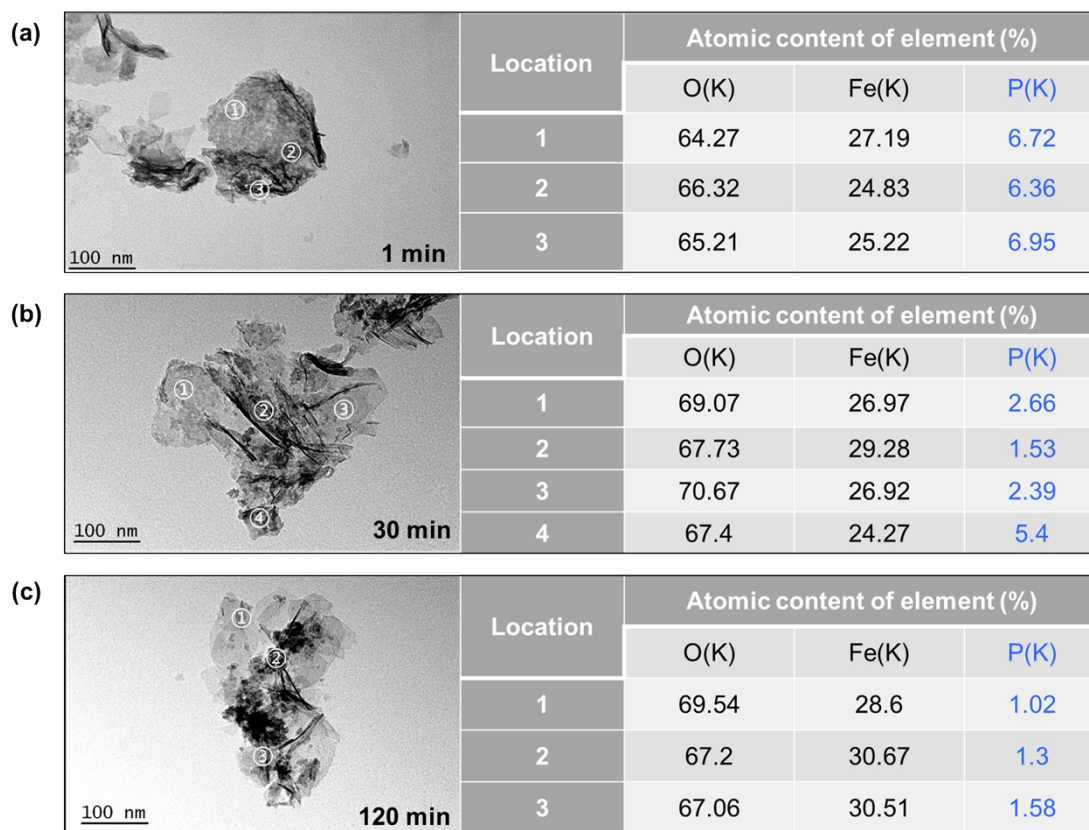 (a)
①
②
③
100 nm
1 min
Location
Atomic content of element (%)
O(K) Fe(K) P(K)
1 64.27 27.19 6.72
2 66.32 24.83 6.36
3 65.21 25.22 6.95
(b)
①
②
③
④
100 nm
30 min
Location
Atomic content of element (%)
O(K) Fe(K) P(K)
1 69.07 26.97 2.66
2 67.73 29.28 1.53
3 70.67 26.92 2.39
4 67.4 24.27 5.4
(c)
①
②
③
100 nm
120 min
Location
Atomic content of element (%)
O(K) Fe(K) P(K)
1 69.54 28.6 1.02
2 67.2 30.67 1.3
3 67.06 30.51 1.58